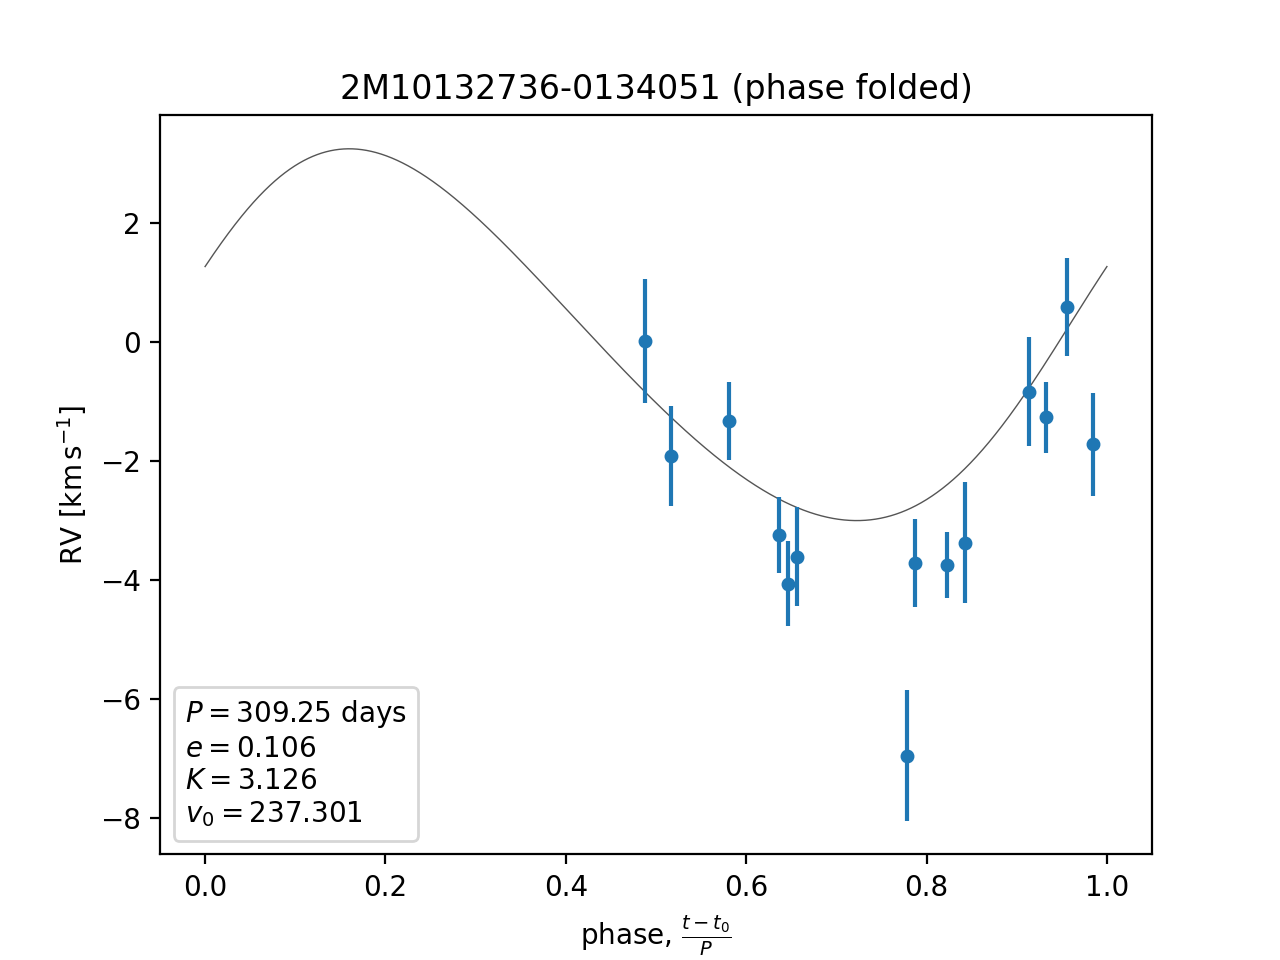 2M10132736-0134051 (phase folded)
RV [km s⁻¹]
2
0
−2
−4
−6
−8
P = 309.25 days
e = 0.106
K = 3.126
v₀ = 237.301
0.0 0.2 0.4 0.6 0.8 1.0
phase, (t − t₀)/P